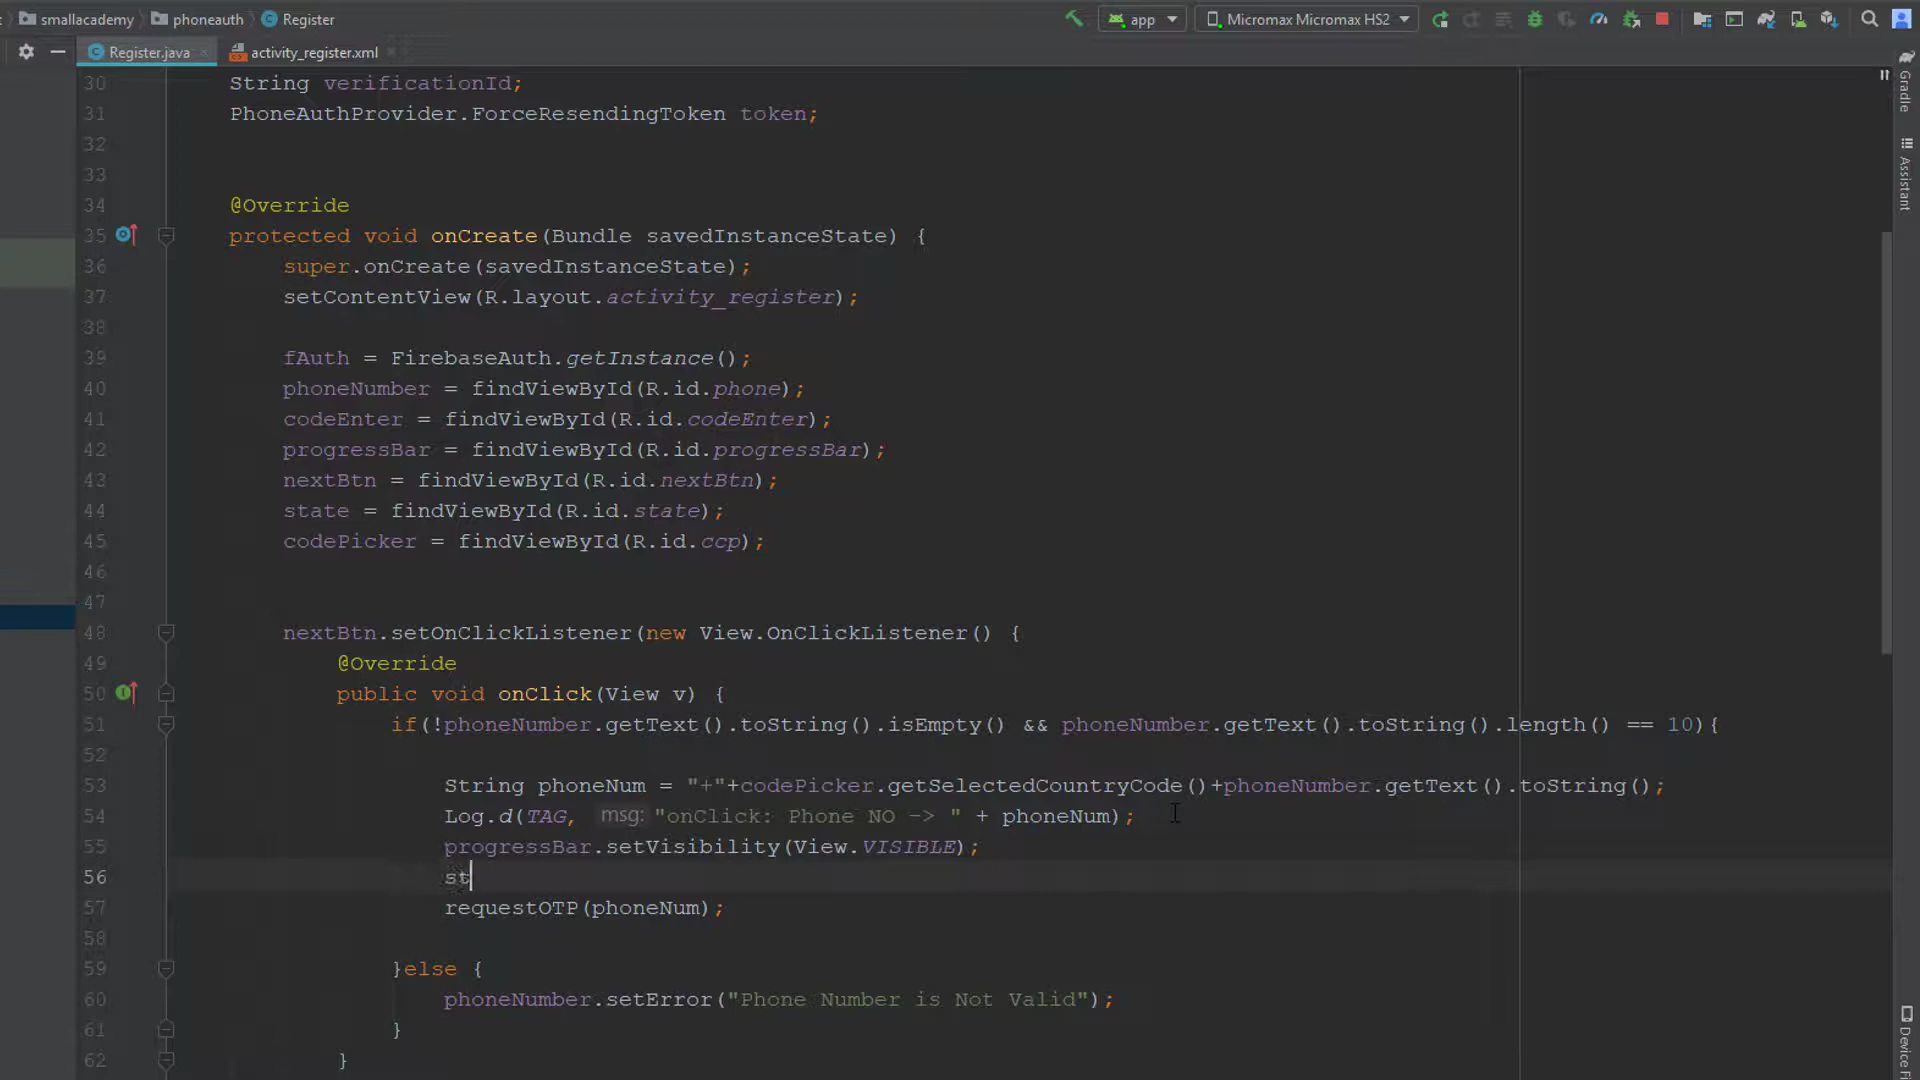 smallacademy phoneauth Register app Micromax Micromax HS2
Register.java activity_register.xml
30 String verificationId;
31 PhoneAuthProvider.ForceResendingToken token;
32
33
34 @Override
35 protected void onCreate(Bundle savedInstanceState) {
36 super.onCreate(savedInstanceState);
37 setContentView(R.layout.activity_register);
38
39 fAuth = FirebaseAuth.getInstance();
40 phoneNumber = findViewById(R.id.phone);
41 codeEnter = findViewById(R.id.codeEnter);
42 progressBar = findViewById(R.id.progressBar);
43 nextBtn = findViewById(R.id.nextBtn);
44 state = findViewById(R.id.state);
45 codePicker = findViewById(R.id.ccp);
46
47
48 nextBtn.setOnClickListener(new View.OnClickListener() {
49 @Override
50 public void onClick(View v) {
51 if(!phoneNumber.getText().toString().isEmpty() && phoneNumber.getText().toString().length() == 10){
52
53 String phoneNum = "+"+codePicker.getSelectedCountryCode()+phoneNumber.getText().toString();
54 Log.d(TAG, msg: "onClick: Phone NO -> " + phoneNum);
55 progressBar.setVisibility(View.VISIBLE);
56 st
57 requestOTP(phoneNum);
58
59 }else {
60 phoneNumber.setError("Phone Number is Not Valid");
61 }
62 }
Gradle
Assistant